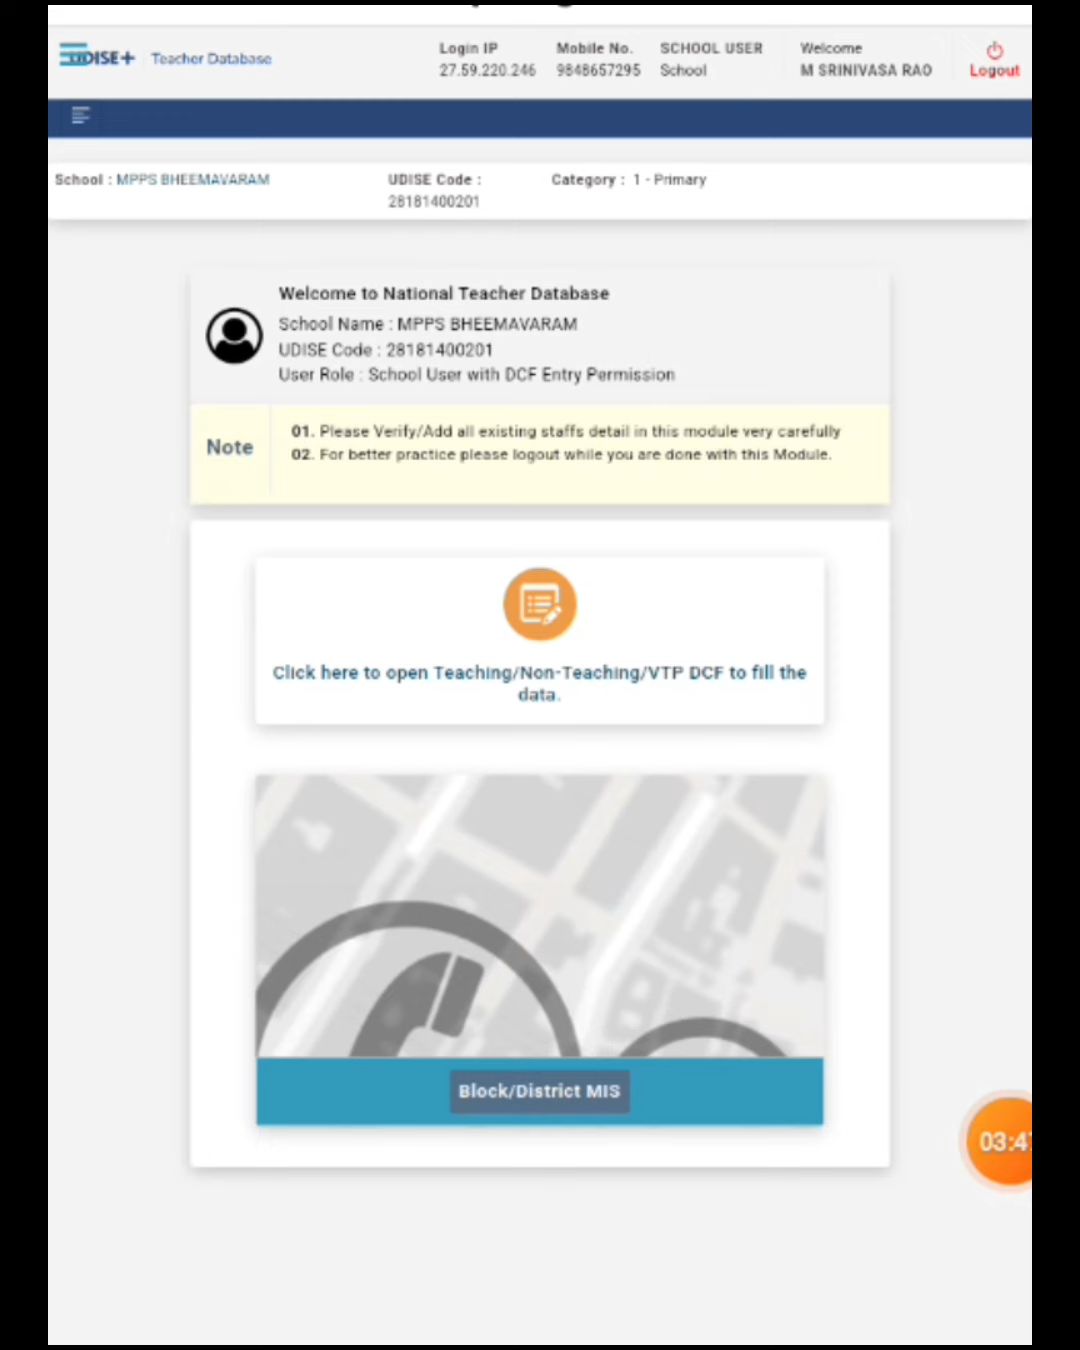 UDISE+ Teacher Database
Login IP
27.59.220.246
Mobile No.
9848657295
SCHOOL USER
School
Welcome
M SRINIVASA RAO
Logout
School : MPPS BHEEMAVARAM
UDISE Code :
28181400201
Category : 1 - Primary
Welcome to National Teacher Database
School Name : MPPS BHEEMAVARAM
UDISE Code : 28181400201
User Role : School User with DCF Entry Permission
Note
01. Please Verify/Add all existing staffs detail in this module very carefully
02. For better practice please logout while you are done with this Module.
Click here to open Teaching/Non-Teaching/VTP DCF to fill the
data.
Block/District MIS
03:4